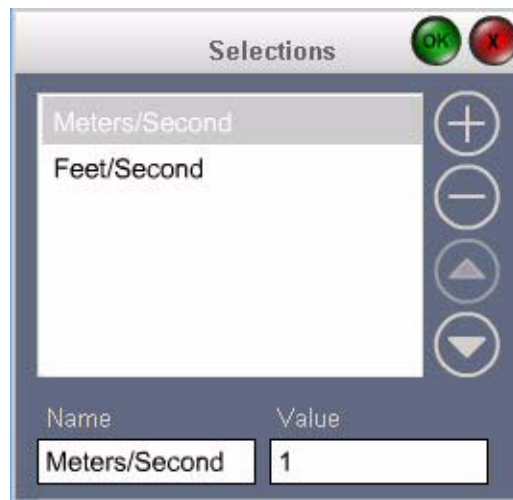 Selections
OK X
Meters/Second
Feet/Second
Name Value
Meters/Second 1